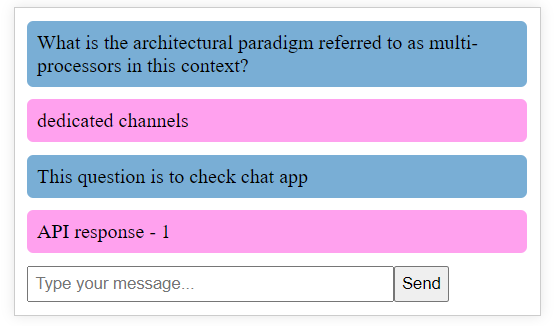 What is the architectural paradigm referred to as multi-
processors in this context?
dedicated channels
This question is to check chat app
API response - 1
Type your message...
Send